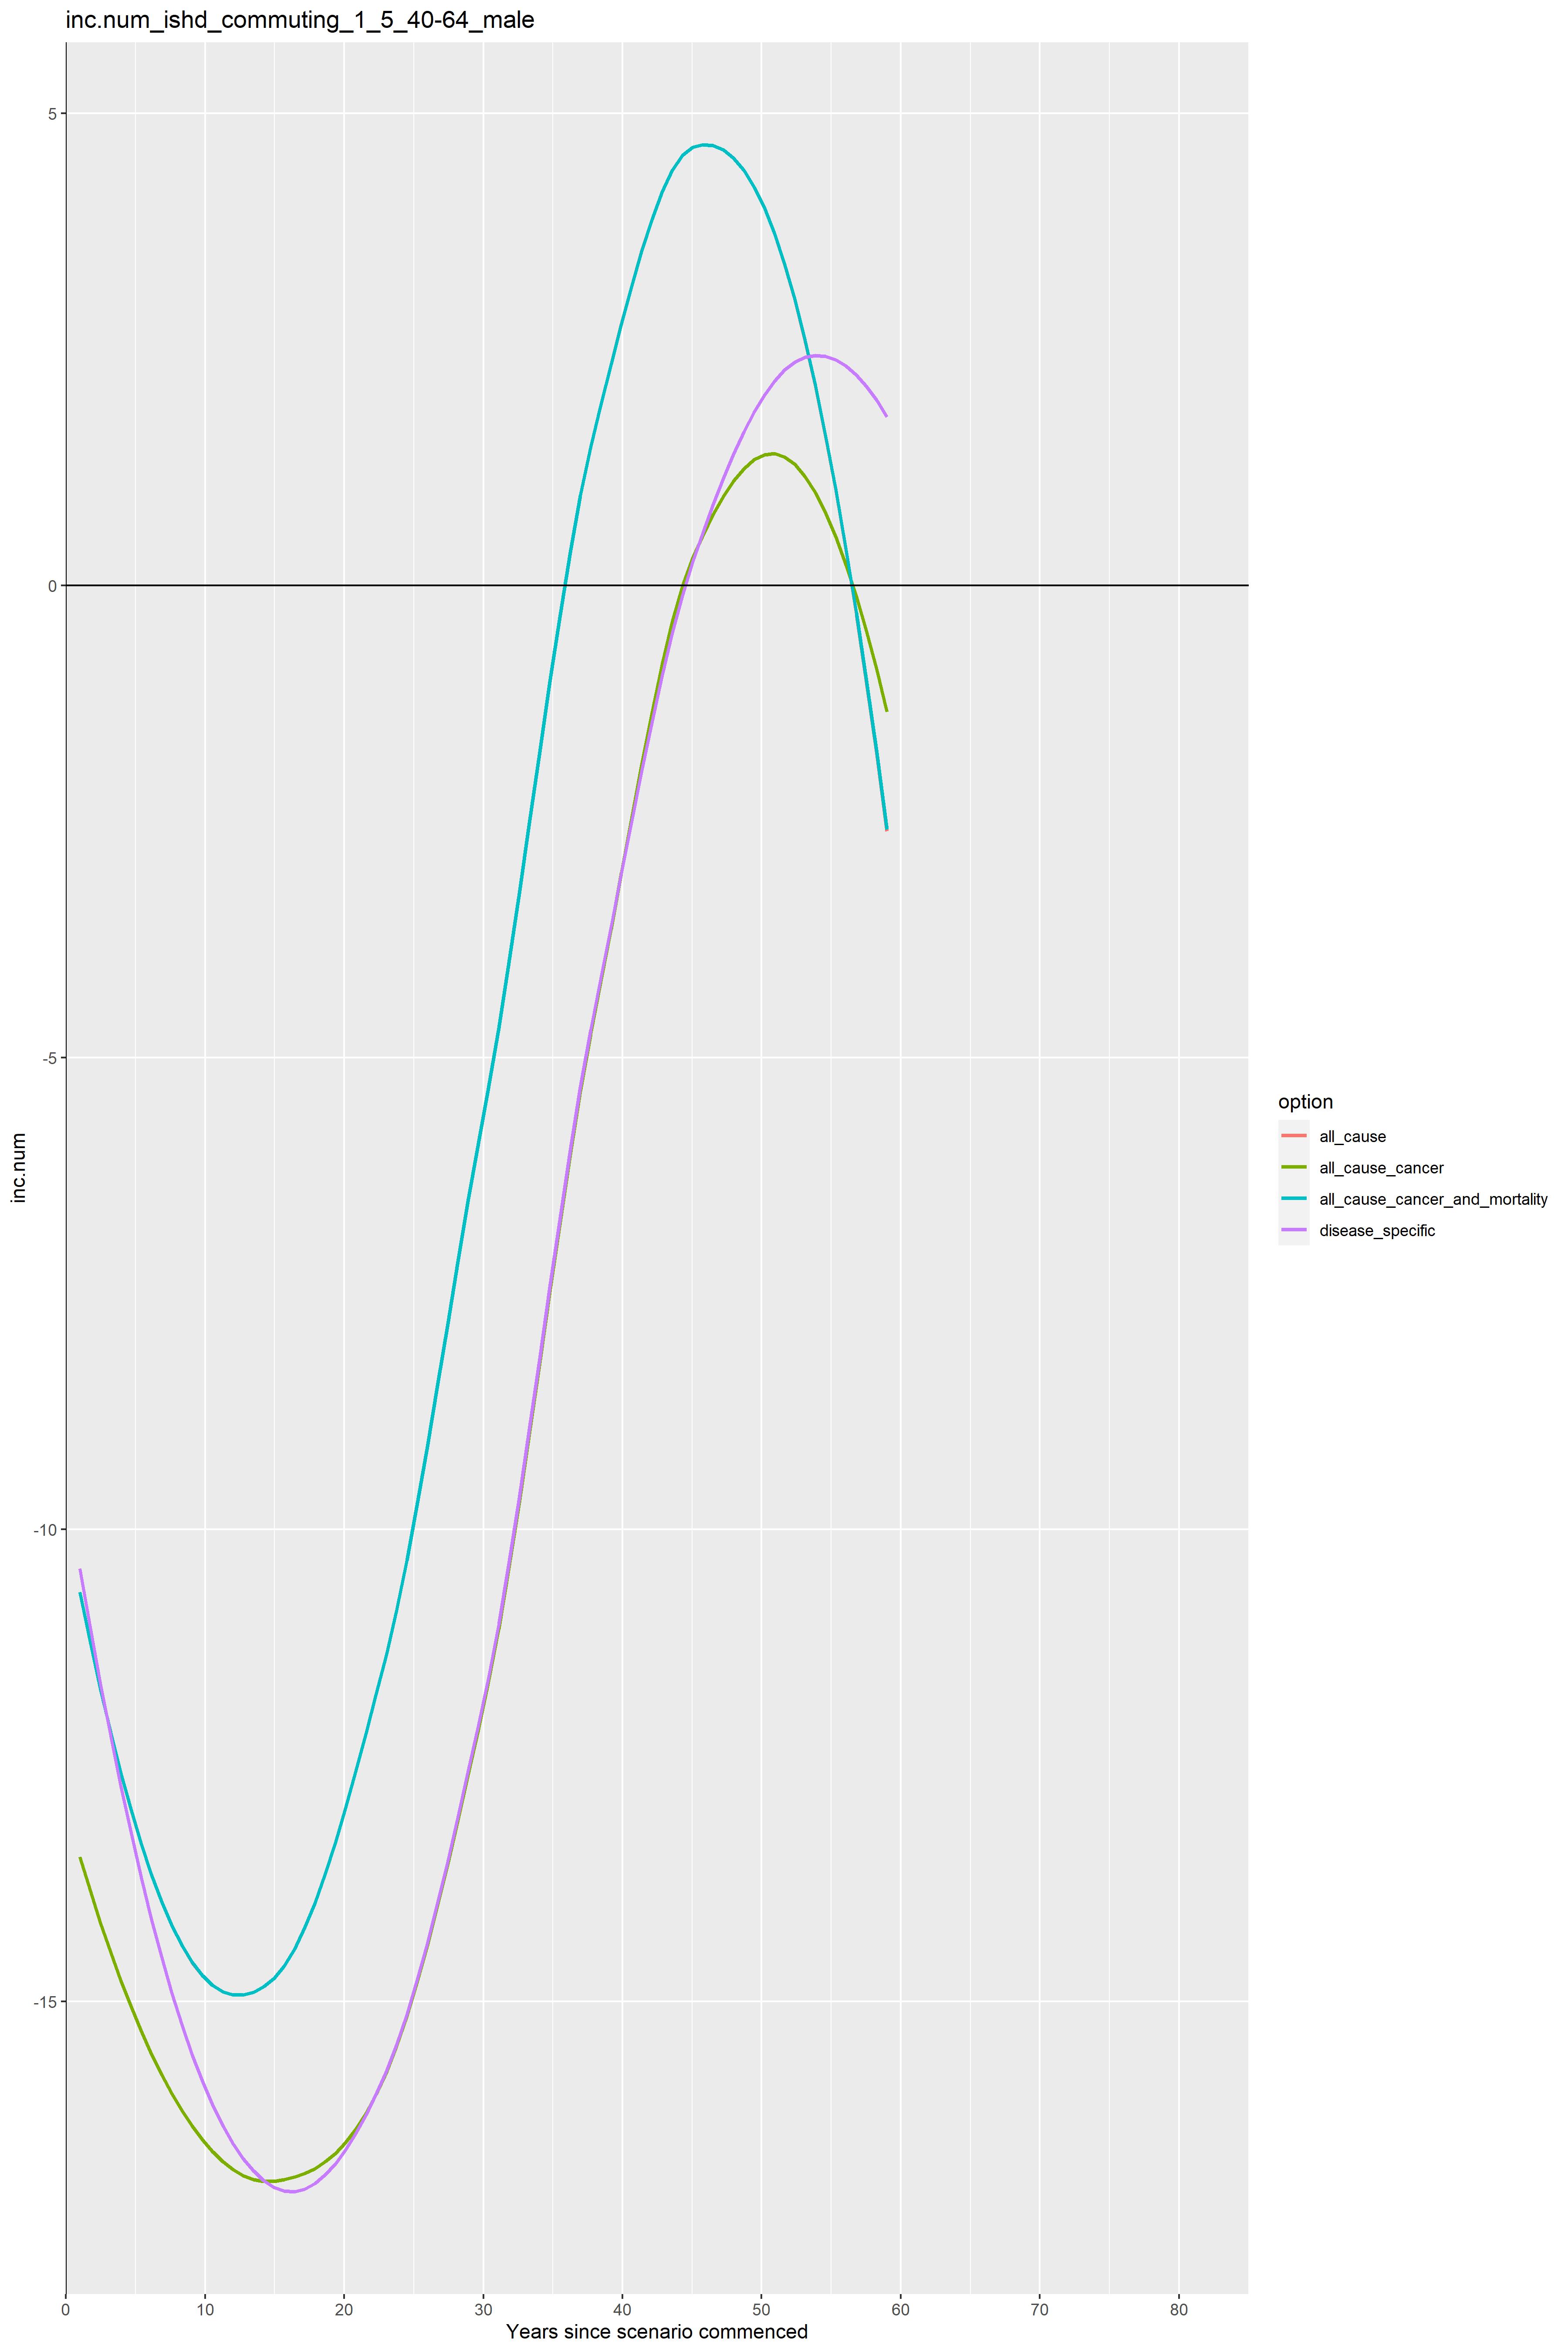 inc.num_ishd_commuting_1_5_40-64_male
5
0
-5
-10
-15
inc.num
0 10 20 30 40 50 60 70 80
Years since scenario commenced
option
all_cause
all_cause_cancer
all_cause_cancer_and_mortality
disease_specific